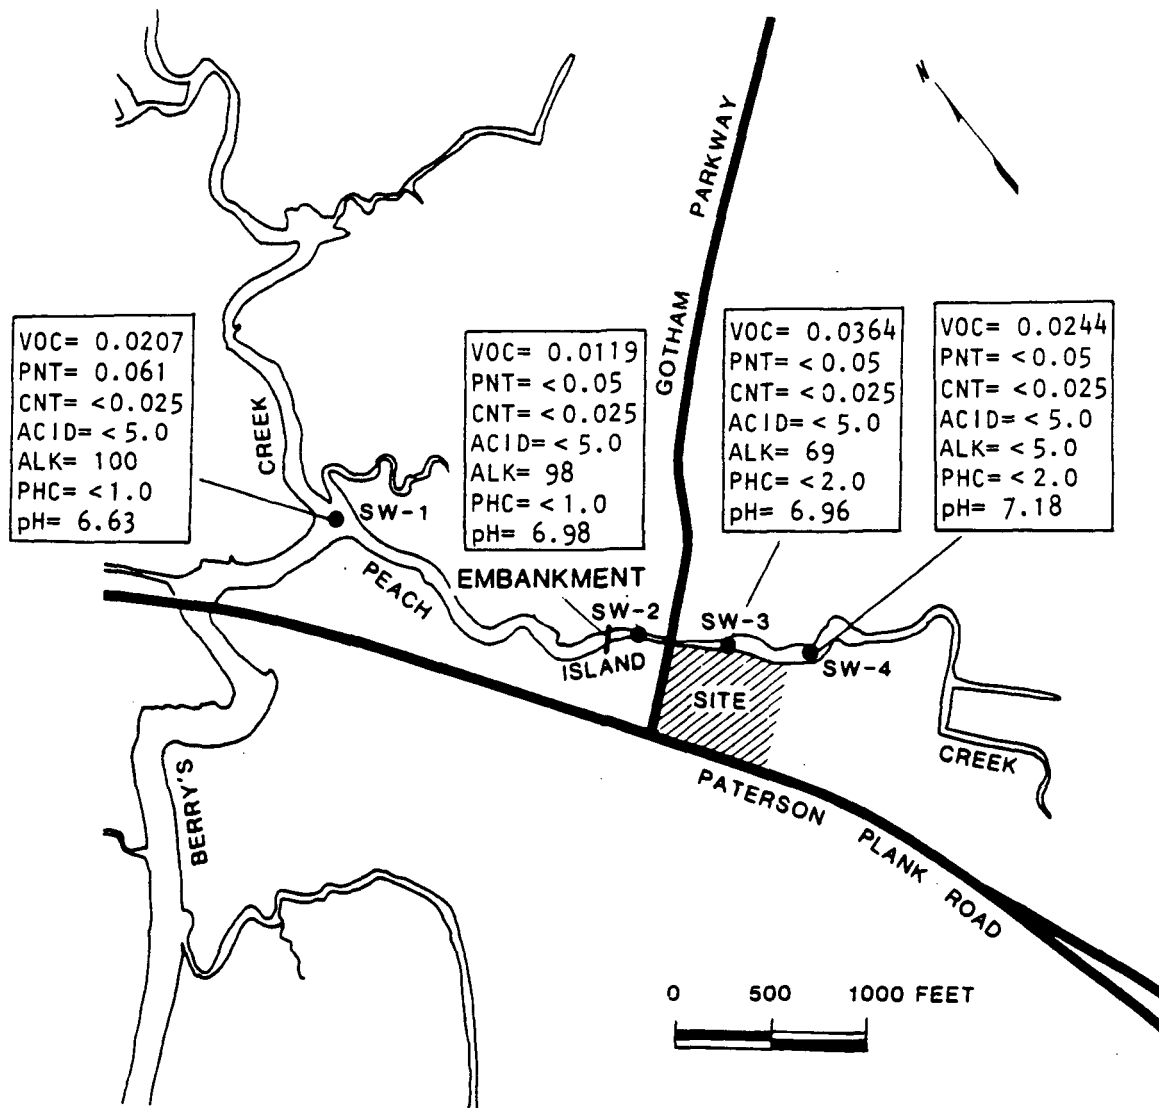 N
GOTHAM PARKWAY
VOC= 0.0207
PNT= 0.061
CNT= <0.025
ACID= <5.0
ALK= 100
PHC= <1.0
pH= 6.63
VOC= 0.0119
PNT= <0.05
CNT= <0.025
ACID= <5.0
ALK= 98
PHC= <1.0
pH= 6.98
VOC= 0.0364
PNT= <0.05
CNT= <0.025
ACID= <5.0
ALK= 69
PHC= <2.0
pH= 6.96
VOC= 0.0244
PNT= <0.05
CNT= <0.025
ACID= <5.0
ALK= <5.0
PHC= <2.0
pH= 7.18
CREEK
SW-1
PEACH
EMBANKMENT
SW-2
SW-3
ISLAND
SW-4
SITE
CREEK
BERRY'S
PATERSON PLANK ROAD
0 500 1000 FEET